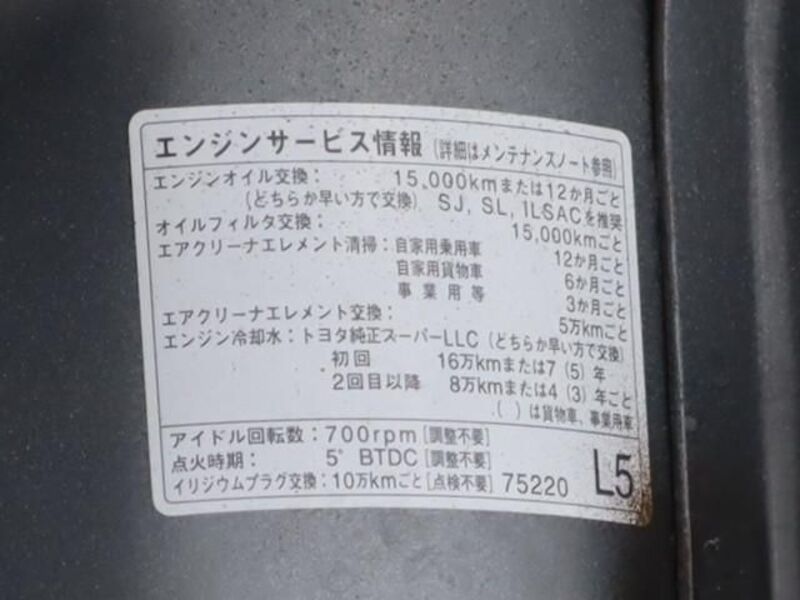 エンジンサービス情報 (詳細はメンテナンスノート参照)
エンジンオイル交換: 15,000kmまたは12か月ごと
(どちらか早い方で交換) SJ, SL, ILSACを推奨
オイルフィルタ交換: 15,000kmごと
エアクリーナエレメント清掃:自家用乗用車 12か月ごと
自家用貨物車 6か月ごと
事業用等 3か月ごと
エアクリーナエレメント交換: 5万kmごと
エンジン冷却水:トヨタ純正スーパーLLC (どちらか早い方で交換)
初回 16万kmまたは7 (5) 年
2回目以降 8万kmまたは4 (3) 年ごと
( ) は貨物車、事業用車
アイドル回転数:700rpm [調整不要]
点火時期: 5° BTDC [調整不要]
イリジウムプラグ交換:10万kmごと [点検不要] 75220 L5